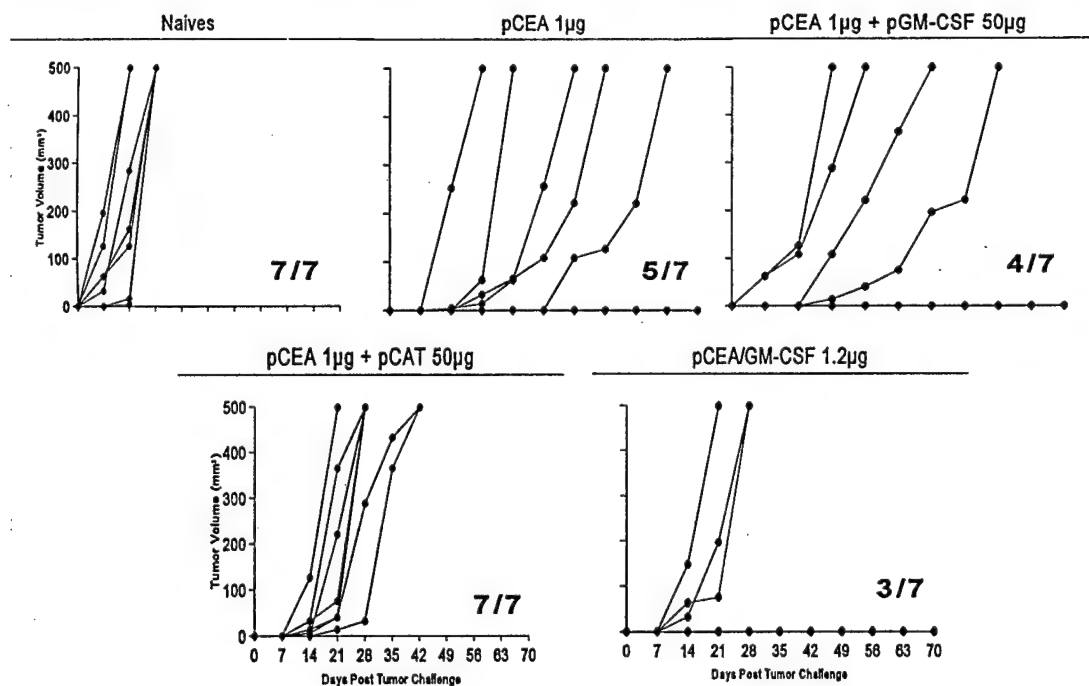 Naives
pCEA 1µg
pCEA 1µg + pGM-CSF 50µg
500
400
300
200
100
0
Tumor Volume (mm³)
7/7
5/7
4/7
pCEA 1µg + pCAT 50µg
pCEA/GM-CSF 1.2µg
500
400
300
200
100
0
Tumor Volume (mm³)
7/7
3/7
0 7 14 21 28 35 42 49 56 63 70
0 7 14 21 28 35 42 49 56 63 70
Days Post Tumor Challenge
Days Post Tumor Challenge